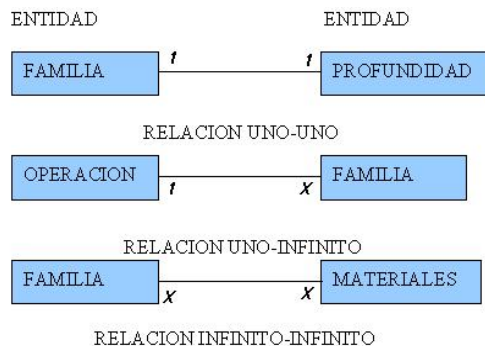 ENTIDAD ENTIDAD
FAMILIA 1 1 PROFUNDIDAD
RELACION UNO-UNO
OPERACION 1 X FAMILIA
RELACION UNO-INFINITO
FAMILIA X X MATERIALES
RELACION INFINITO-INFINITO